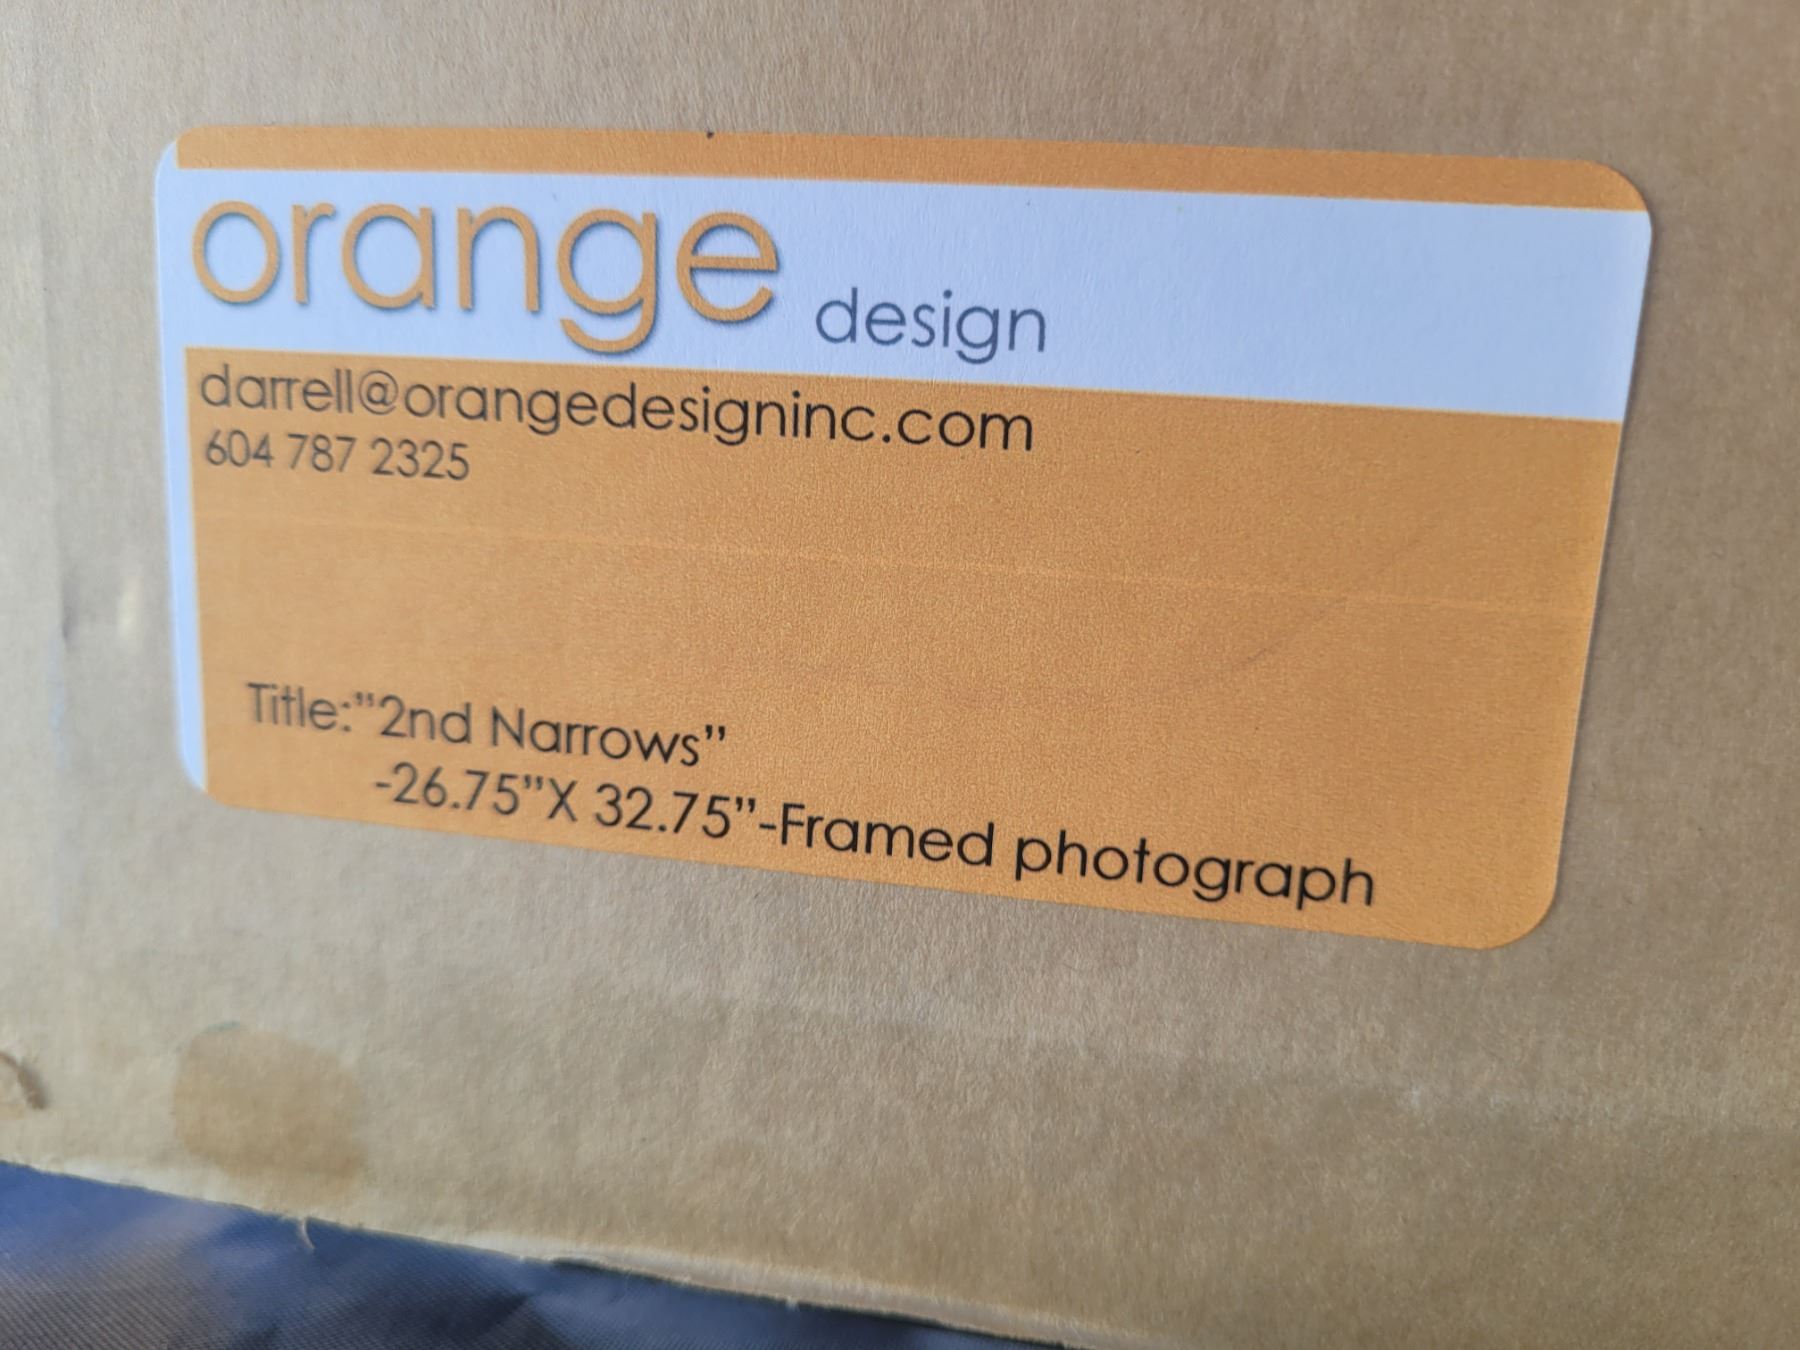 orange design
darrell@orangedesigninc.com
604 787 2325
Title:"2nd Narrows"
-26.75"X 32.75"-Framed photograph